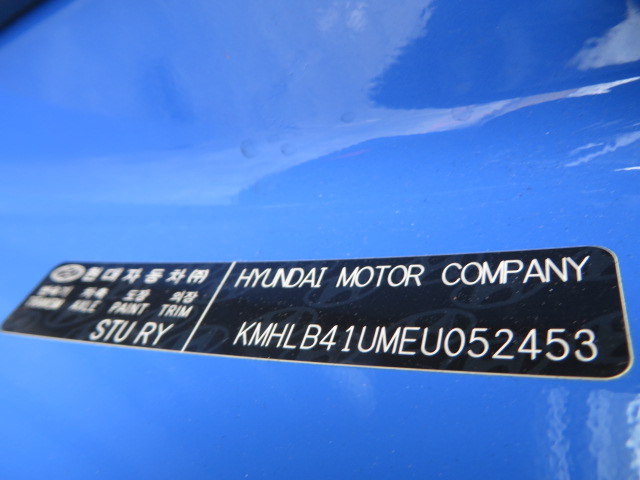 현대자동차㈜
변속기 차축 도장 의장
AXLE PAINT TRIM
STU RY
HYUNDAI MOTOR COMPANY
KMHLB41UMEU052453